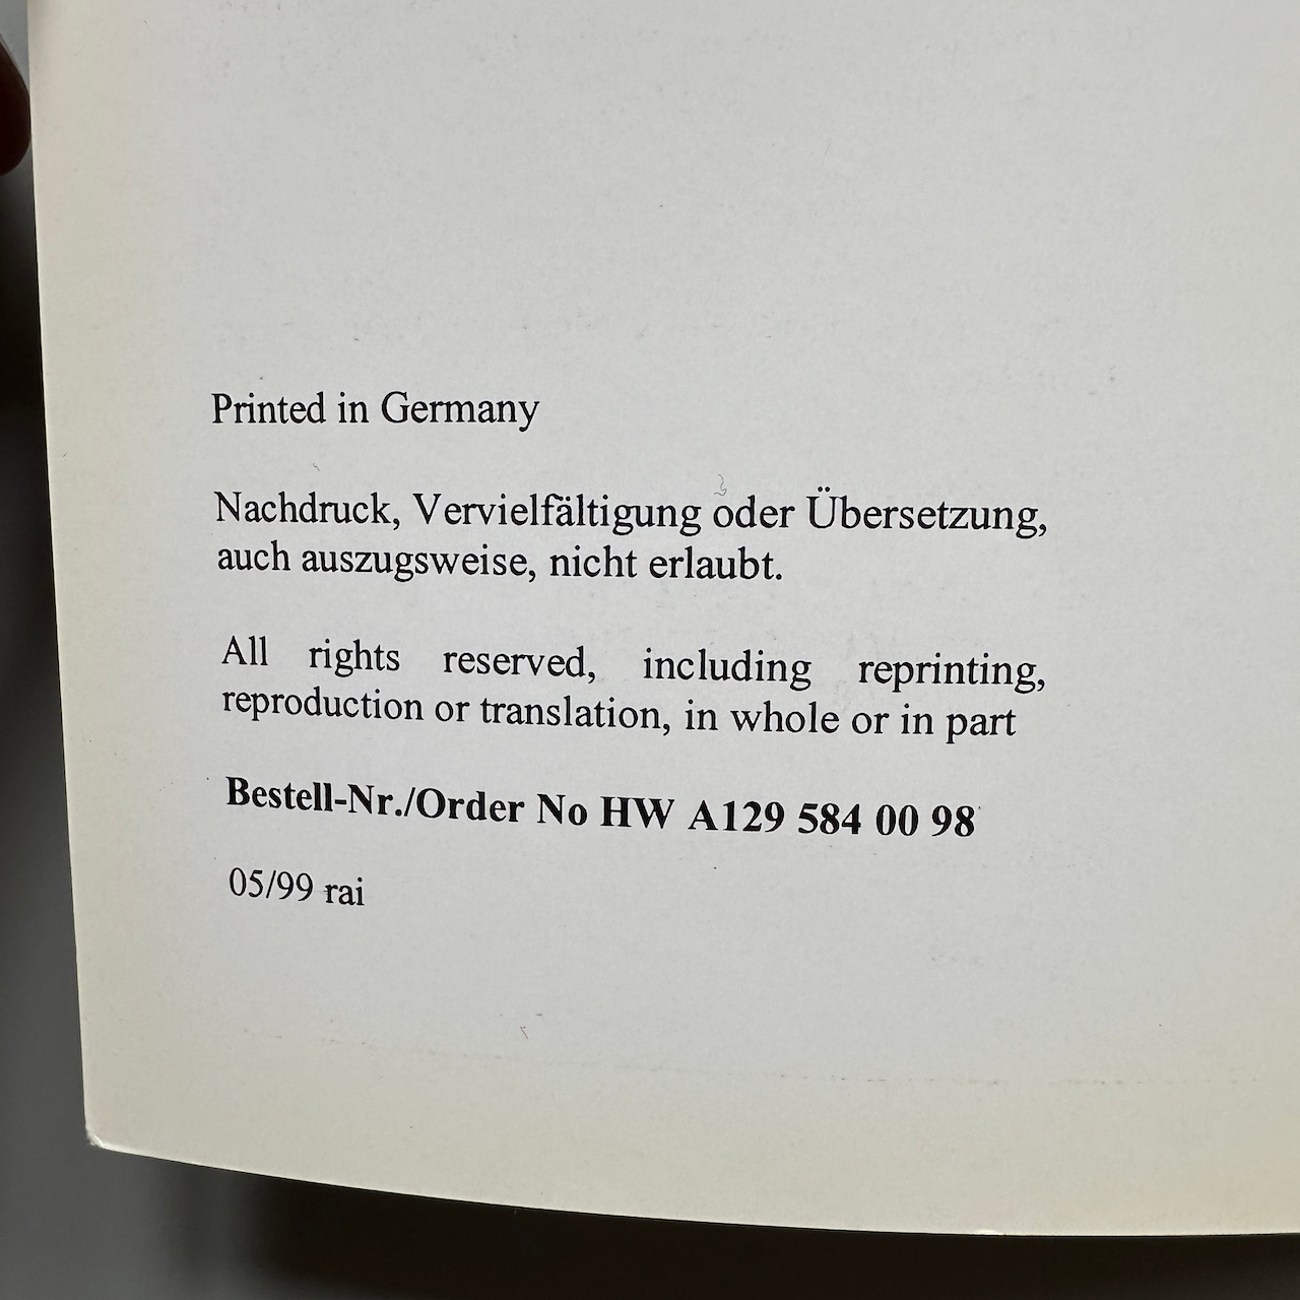 Printed in Germany
Nachdruck, Vervielfältigung oder Übersetzung,
auch auszugsweise, nicht erlaubt.
All rights reserved, including reprinting,
reproduction or translation, in whole or in part
Bestell-Nr./Order No HW A129 584 00 98
05/99 rai